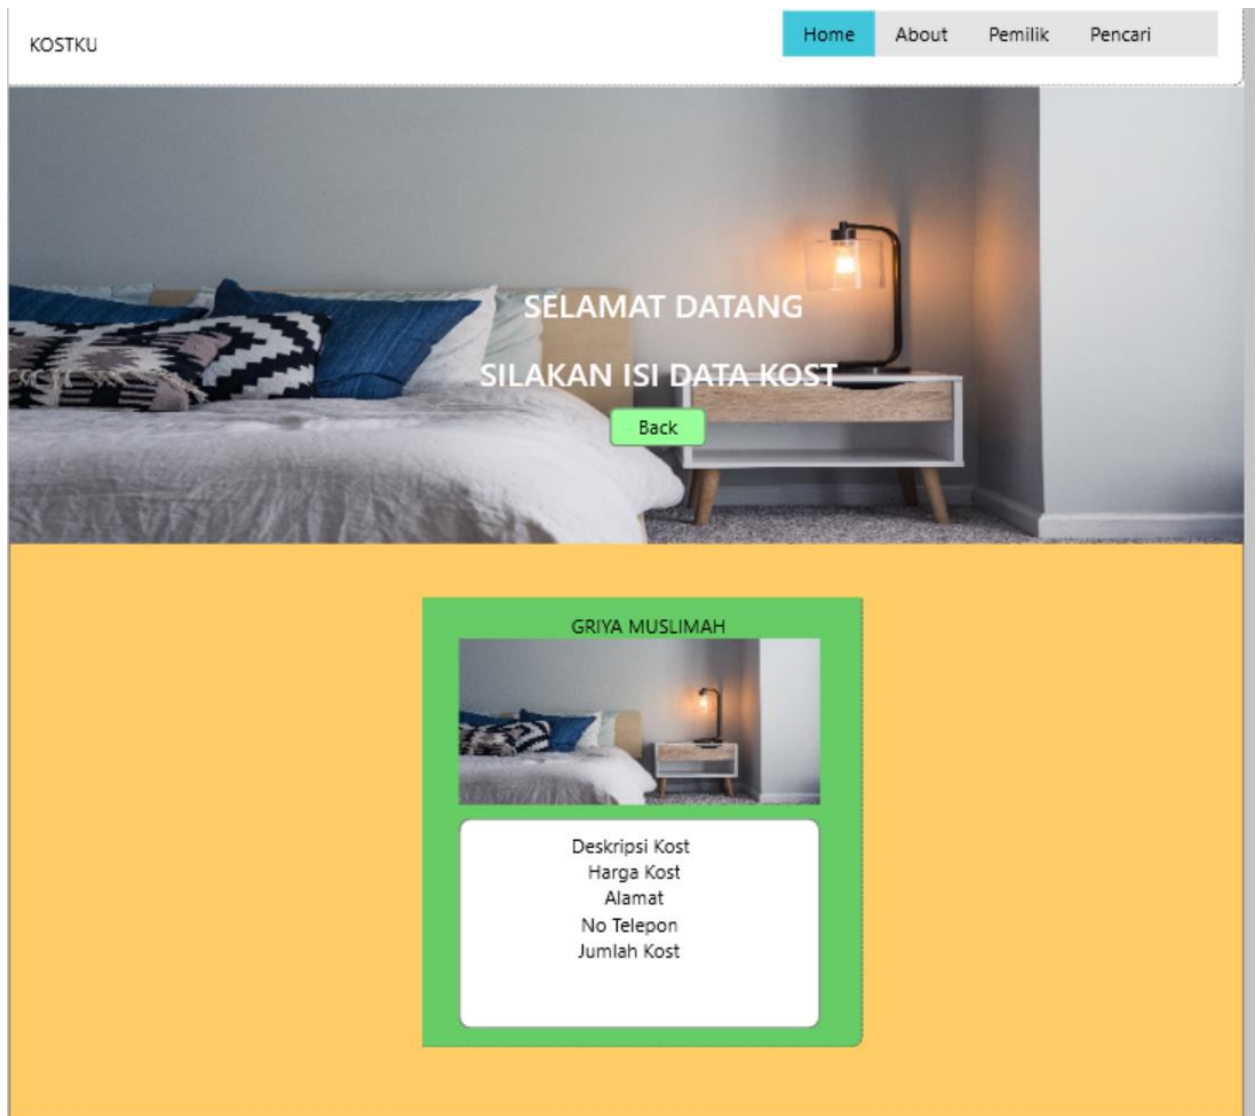 KOSTKU
Home About Pemilik Pencari
SELAMAT DATANG
SILAKAN ISI DATA KOST
Back
GRIYA MUSLIMAH
Deskripsi Kost
Harga Kost
Alamat
No Telepon
Jumlah Kost